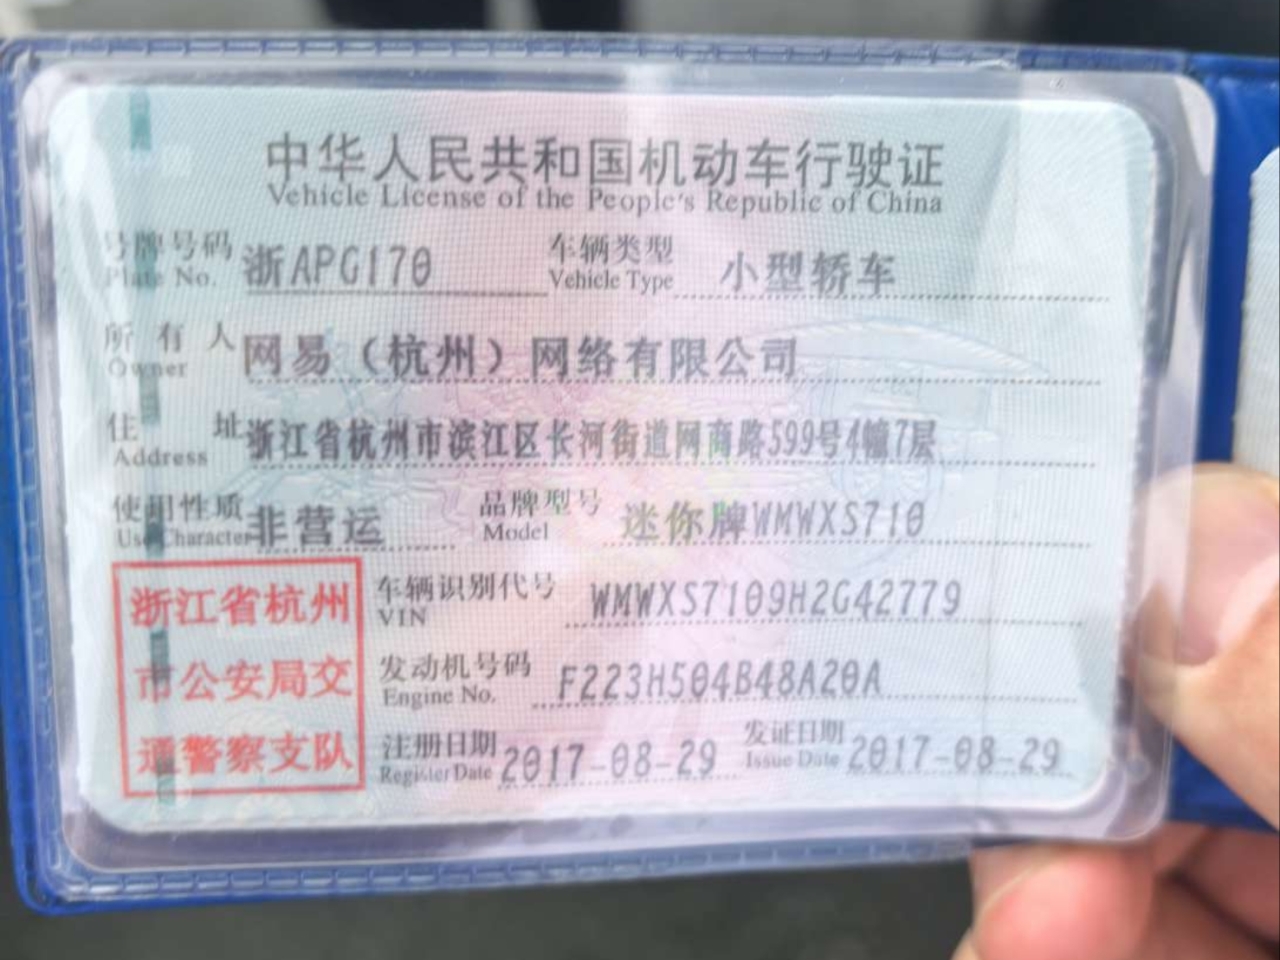 中华人民共和国机动车行驶证
Vehicle License of the People's Republic of China
号牌号码 浙APG170 车辆类型 小型轿车
Plate No. Vehicle Type
所有人 网易（杭州）网络有限公司
Owner
住址 浙江省杭州市滨江区长河街道网商路599号4幢7层
Address
使用性质 非营运 品牌型号 迷你牌WMWXS710
Use Character Model
浙江省杭州 车辆识别代号 WMWXS7109H2G42779
VIN
市公安局交 发动机号码 F223H504B48A20A
Engine No.
通警察支队 注册日期 2017-08-29 发证日期 2017-08-29
Register Date Issue Date